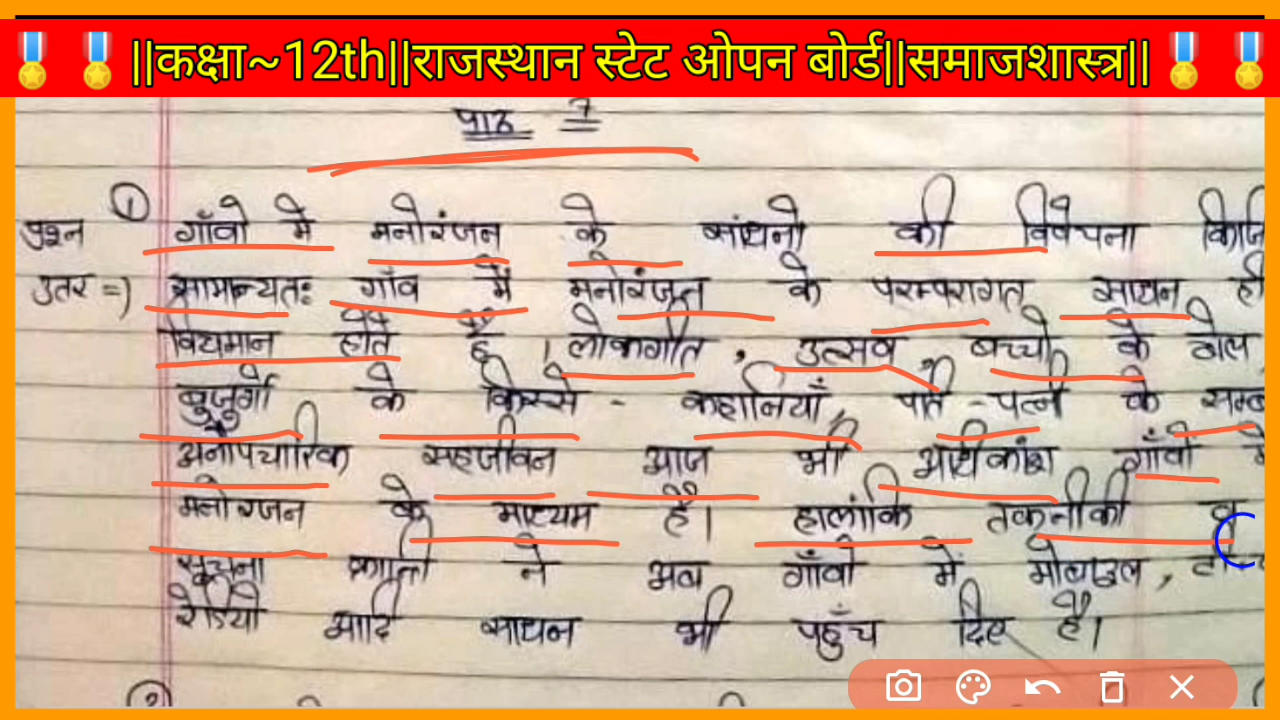 ||कक्षा~12th||राजस्थान स्टेट ओपन बोर्ड||समाजशास्त्र||
पाठ 7
प्रश्न ① गाँवो मे मनोरंजन के सांधनो की विवेचना
उतर =) सामान्यतः गाँव में मनोरंजन के परम्परागत साधन ही
विद्यमान होते है । लोकगीत , उत्सव बच्चो के खेल
बुजुर्गो के किस्से - कहानियाँ, पति - पत्नि के
अनौपचारिक सहजीवन आज भी अधिकांश गाँवों मे
मनोरंजन के माध्यम है। हालांकि तकनीकी व
सूचना क्रान्ती ने अब गाँवो में मोबाइल ,
रेडियो आदि साधन भी पहुँच दिए है।